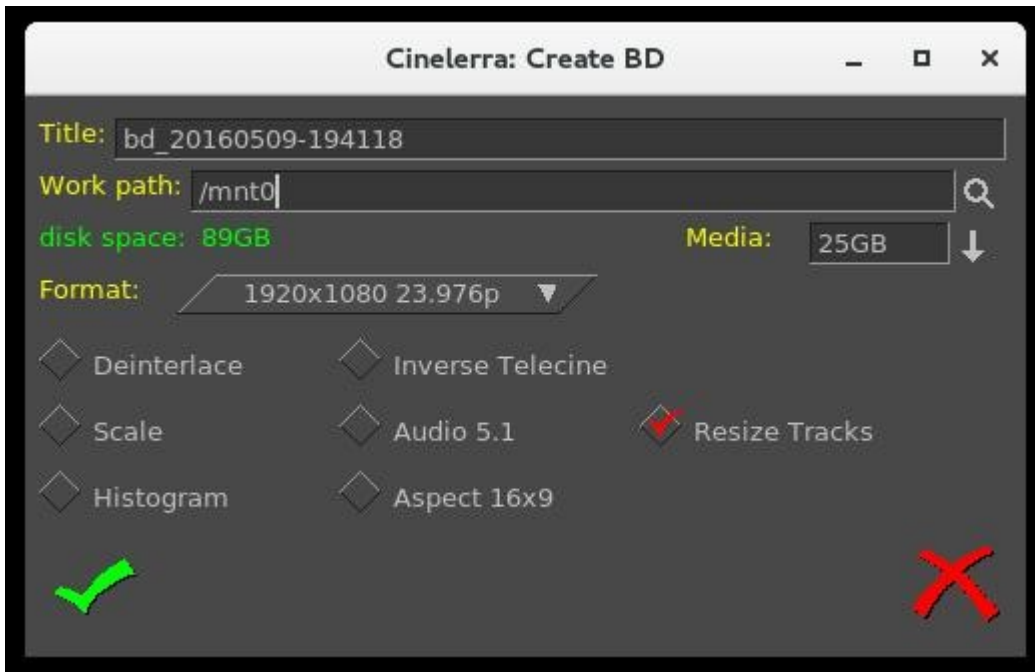 Cinelerra: Create BD
Title: bd_20160509-194118
Work path: /mnt0
disk space: 89GB Media: 25GB
Format: 1920x1080 23.976p
Deinterlace Inverse Telecine
Scale Audio 5.1 Resize Tracks
Histogram Aspect 16x9